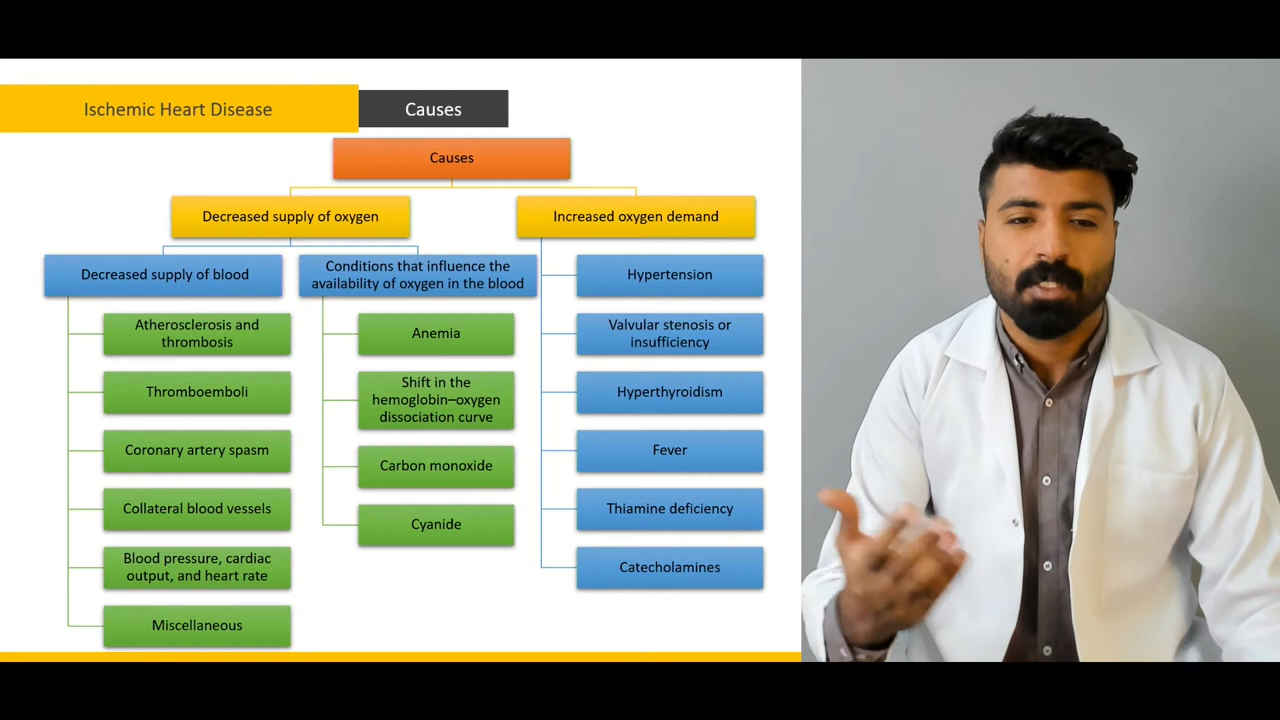 Ischemic Heart Disease
Causes
Causes
Decreased supply of oxygen
Increased oxygen demand
Decreased supply of blood
Conditions that influence the
availability of oxygen in the blood
Hypertension
Atherosclerosis and
thrombosis
Anemia
Valvular stenosis or
insufficiency
Thromboemboli
Shift in the
hemoglobin–oxygen
dissociation curve
Hyperthyroidism
Coronary artery spasm
Carbon monoxide
Fever
Collateral blood vessels
Cyanide
Thiamine deficiency
Blood pressure, cardiac
output, and heart rate
Catecholamines
Miscellaneous